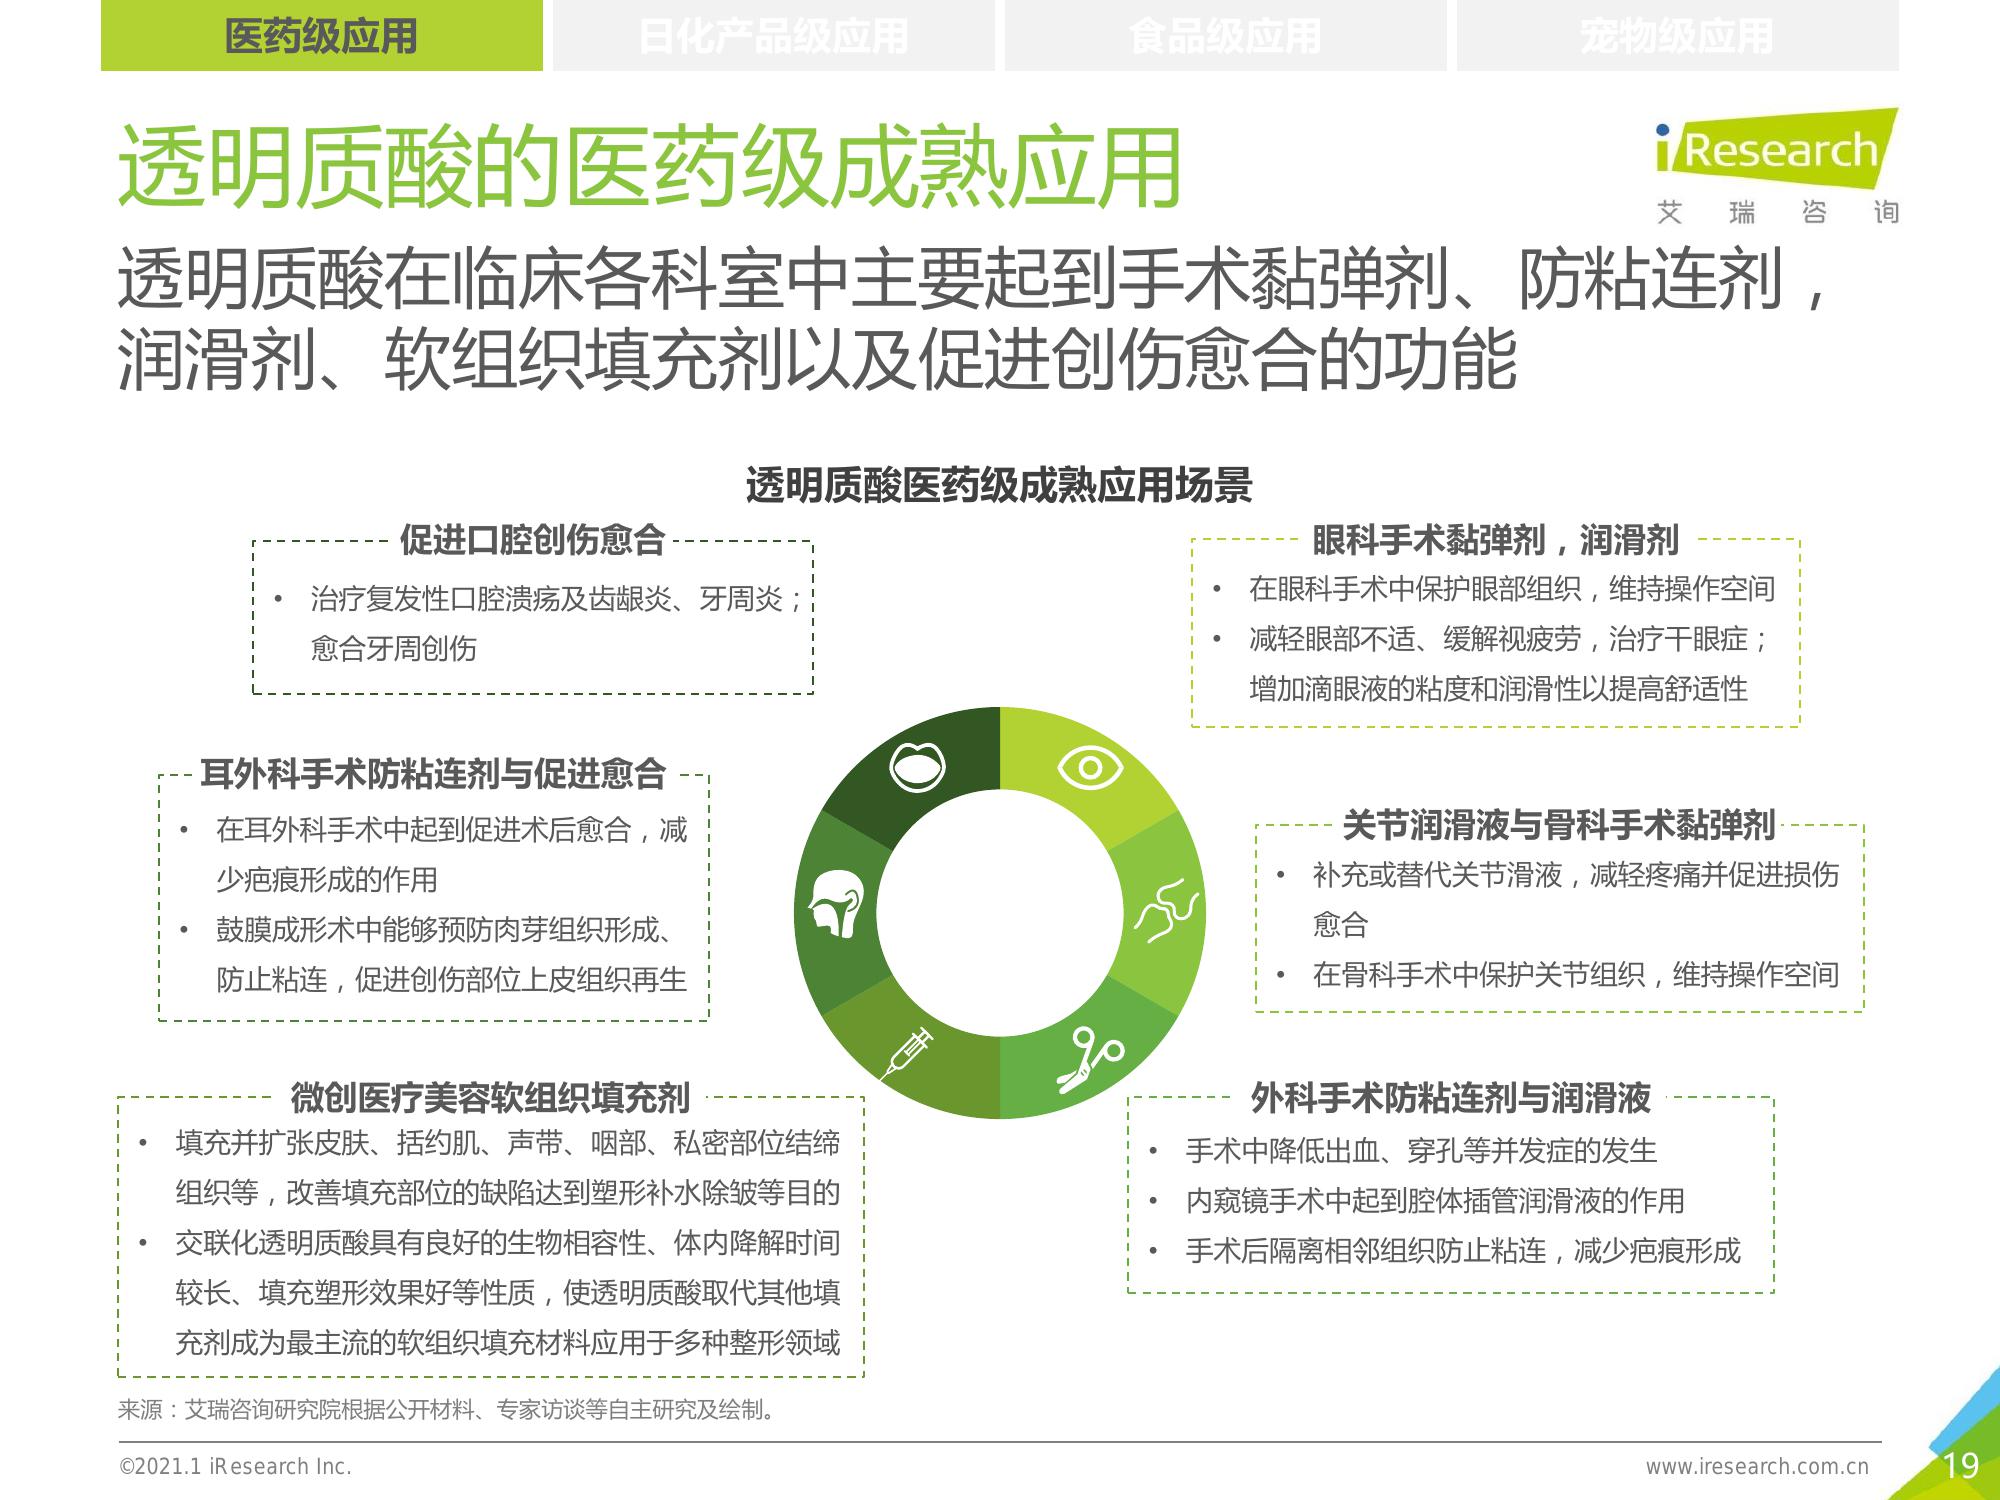 医药级应用
日化产品级应用
食品级应用
宠物级应用
透明质酸的医药级成熟应用
iResearch
艾瑞咨询
透明质酸在临床各科室中主要起到手术黏弹剂、防粘连剂，
润滑剂、软组织填充剂以及促进创伤愈合的功能
透明质酸医药级成熟应用场景
促进口腔创伤愈合
• 治疗复发性口腔溃疡及齿龈炎、牙周炎；
愈合牙周创伤
眼科手术黏弹剂，润滑剂
• 在眼科手术中保护眼部组织，维持操作空间
• 减轻眼部不适、缓解视疲劳，治疗干眼症；
增加滴眼液的粘度和润滑性以提高舒适性
耳外科手术防粘连剂与促进愈合
• 在耳外科手术中起到促进术后愈合，减
少疤痕形成的作用
• 鼓膜成形术中能够预防肉芽组织形成、
防止粘连，促进创伤部位上皮组织再生
关节润滑液与骨科手术黏弹剂
• 补充或替代关节滑液，减轻疼痛并促进损伤
愈合
• 在骨科手术中保护关节组织，维持操作空间
微创医疗美容软组织填充剂
• 填充并扩张皮肤、括约肌、声带、咽部、私密部位结缔
组织等，改善填充部位的缺陷达到塑形补水除皱等目的
• 交联化透明质酸具有良好的生物相容性、体内降解时间
较长、填充塑形效果好等性质，使透明质酸取代其他填
充剂成为最主流的软组织填充材料应用于多种整形领域
外科手术防粘连剂与润滑液
• 手术中降低出血、穿孔等并发症的发生
• 内窥镜手术中起到腔体插管润滑液的作用
• 手术后隔离相邻组织防止粘连，减少疤痕形成
来源：艾瑞咨询研究院根据公开材料、专家访谈等自主研究及绘制。
©2021.1 iResearch Inc.
www.iresearch.com.cn
19